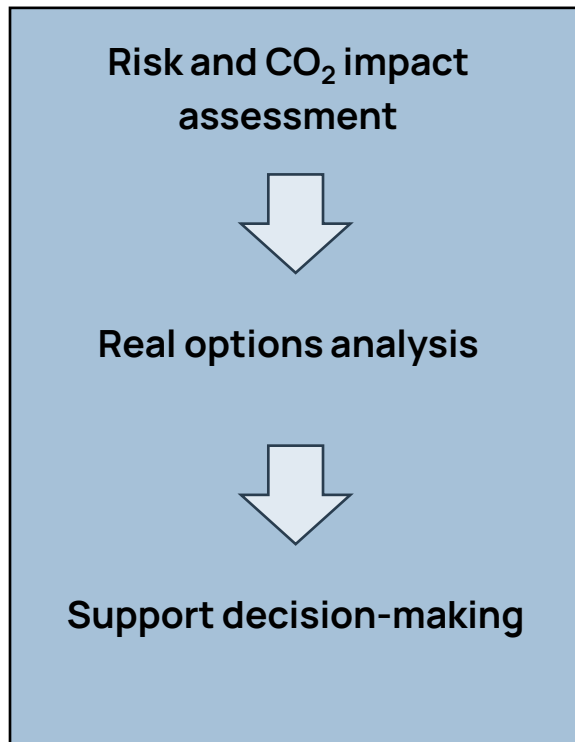 Risk and CO₂ impact
assessment
Real options analysis
Support decision-making